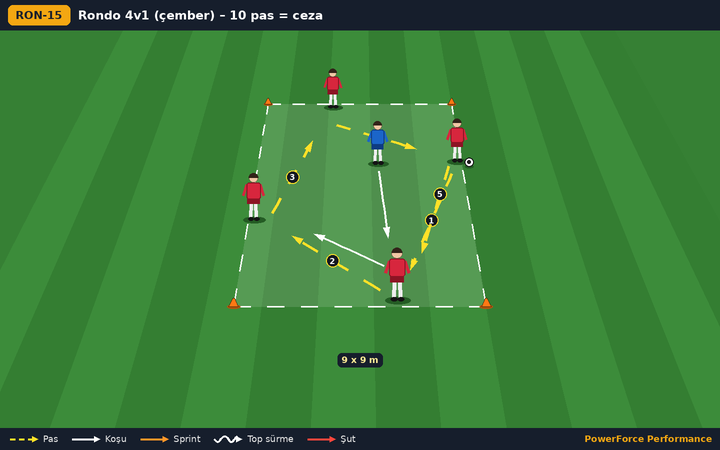 RON-15 Rondo 4v1 (çember) – 10 pas = ceza
3
5
1
2
9 x 9 m
Pas Koşu Sprint Top sürme Şut PowerForce Performance